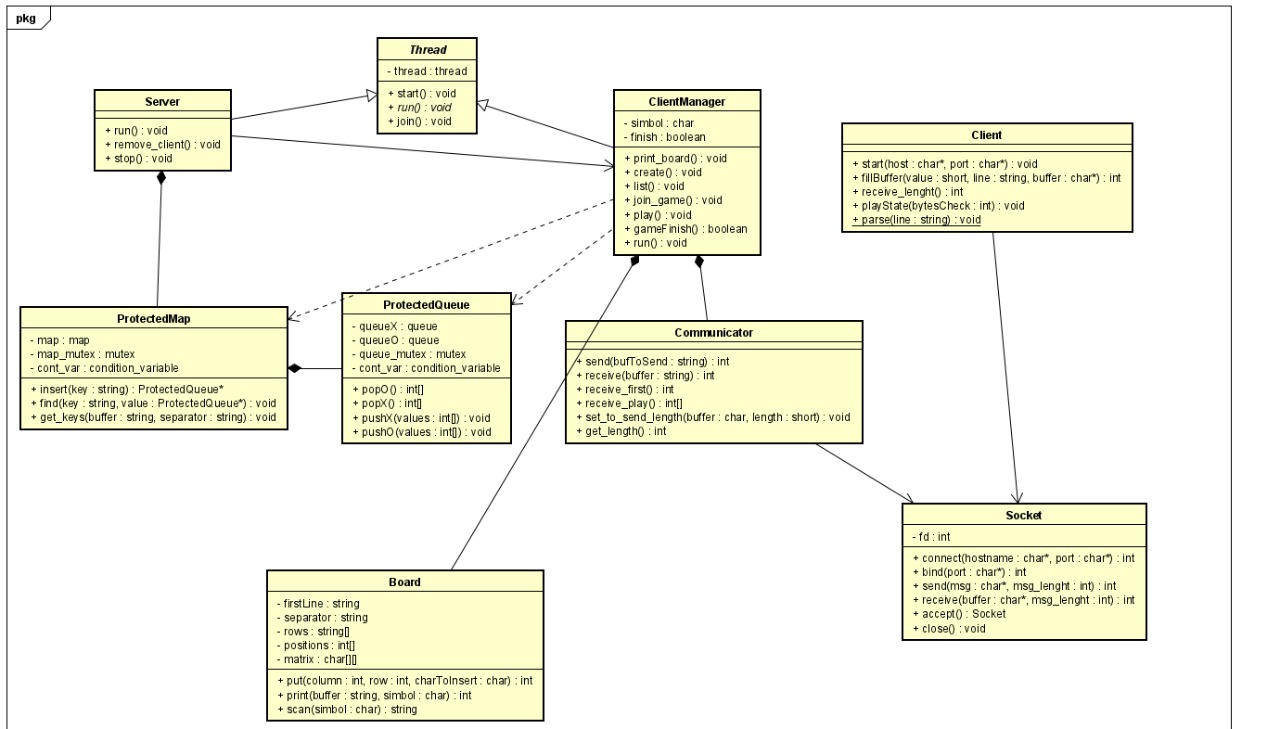 pkg
Thread
- thread : thread
+ start() : void
+ run() : void
+ join() : void
Server
+ run() : void
+ remove_client() : void
+ stop() : void
ClientManager
- simbol : char
- finish : boolean
+ print_board() : void
+ create() : void
+ list() : void
+ join_game() : void
+ play() : void
+ gameFinish() : boolean
+ run() : void
Client
+ start(host : char*, port : char*) : void
+ fillBuffer(value : short, line : string, buffer : char*) : int
+ receive_lenght() : int
+ playState(bytesCheck : int) : void
+ parse(line : string) : void
ProtectedMap
- map : map
- map_mutex : mutex
- cont_var : condition_variable
+ insert(key : string) : ProtectedQueue*
+ find(key : string, value : ProtectedQueue*) : void
+ get_keys(buffer : string, separator : string) : void
ProtectedQueue
- queueX : queue
- queueO : queue
- queue_mutex : mutex
- cont_var : condition_variable
+ popO() : int[]
+ popX() : int[]
+ pushX(values : int[]) : void
+ pushO(values : int[]) : void
Communicator
+ send(bufToSend : string) : int
+ receive(buffer : string) : int
+ receive_first() : int
+ receive_play() : int[]
+ set_to_send_length(buffer : char, length : short) : void
+ get_length() : int
Socket
- fd : int
+ connect(hostname : char*, port : char*) : int
+ bind(port : char*) : int
+ send(msg : char*, msg_lenght : int) : int
+ receive(buffer : char*, msg_lenght : int) : int
+ accept() : Socket
+ close() : void
Board
- firstLine : string
- separator : string
- rows : string[]
- positions : int[]
- matrix : char[][]
+ put(column : int, row : int, charToInsert : char) : int
+ print(buffer : string, simbol : char) : int
+ scan(simbol : char) : string